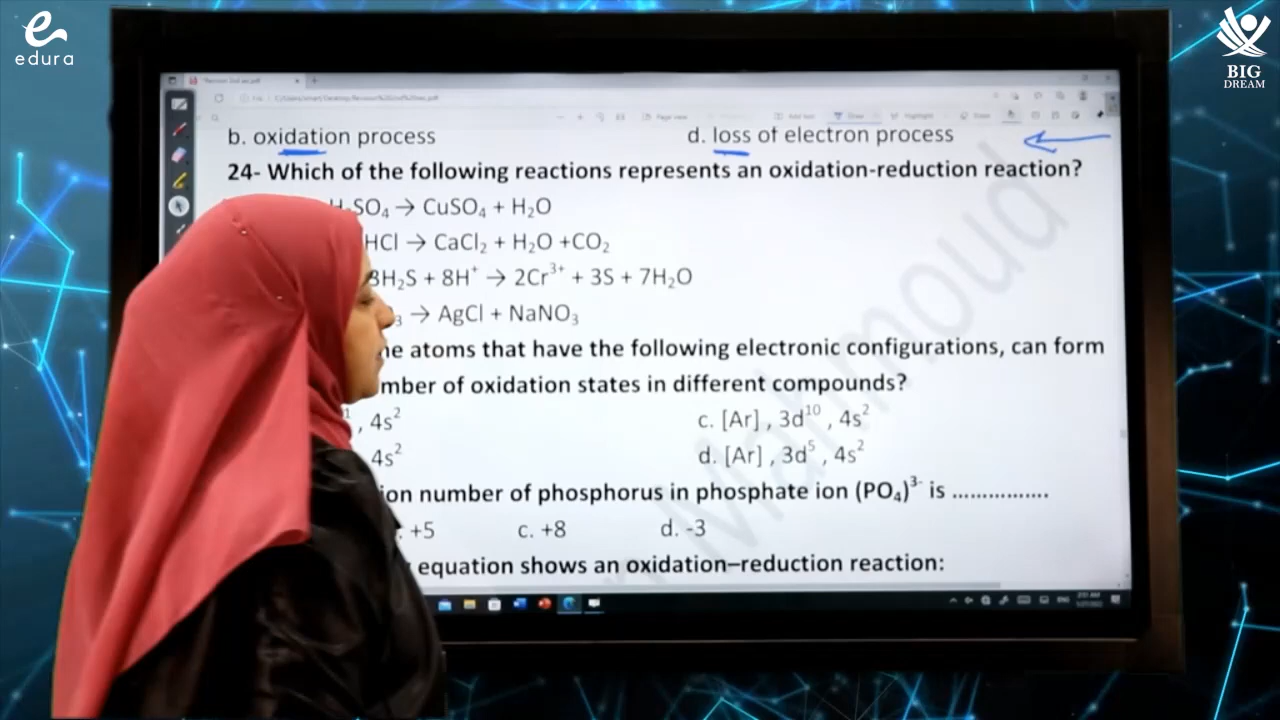 edura
BIG
DREAM
b. oxidation process
d. loss of electron process
24- Which of the following reactions represents an oxidation-reduction reaction?
H₂SO₄ → CuSO₄ + H₂O
HCl → CaCl₂ + H₂O +CO₂
3H₂S + 8H⁺ → 2Cr³⁺ + 3S + 7H₂O
₃ → AgCl + NaNO₃
atoms that have the following electronic configurations, can form
of oxidation states in different compounds?
, 4s²
c. [Ar] , 3d¹⁰ , 4s²
4s²
d. [Ar] , 3d⁵ , 4s²
number of phosphorus in phosphate ion (PO₄)³⁻ is ................
+5
c. +8
d. -3
equation shows an oxidation–reduction reaction:
Mahmoud